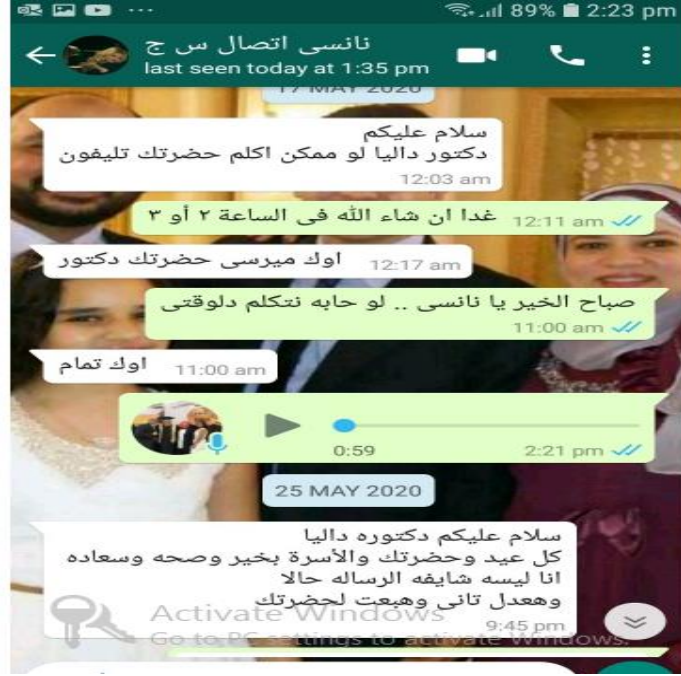 89% 2:23 pm
نانسى اتصال س ج
last seen today at 1:35 pm
17 MAY 2020
سلام عليكم
دكتور داليا لو ممكن اكلم حضرتك تليفون
12:03 am
غدا ان شاء الله فى الساعة ٢ أو ٣ 12:11 am
اوك ميرسى حضرتك دكتور 12:17 am
صباح الخير يا نانسى .. لو حابه نتكلم دلوقتى
11:00 am
اوك تمام 11:00 am
0:59 2:21 pm
25 MAY 2020
سلام عليكم دكتوره داليا
كل عيد وحضرتك والأسرة بخير وصحه وسعاده
انا ليسه شايفه الرساله حالا
وهعدل تانى وهبعت لحضرتك
9:45 pm
Activate Windows
Go to PC settings to activate Windows.